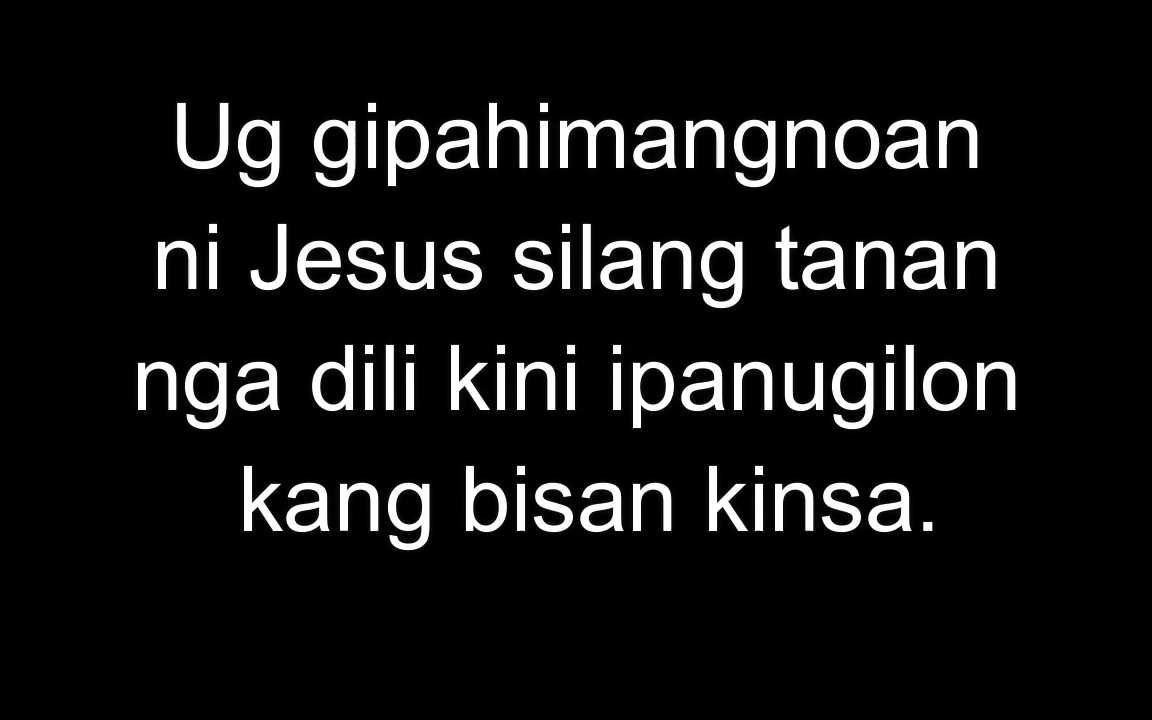 Ug gipahimangnoan
ni Jesus silang tanan
nga dili kini ipanugilon
kang bisan kinsa.